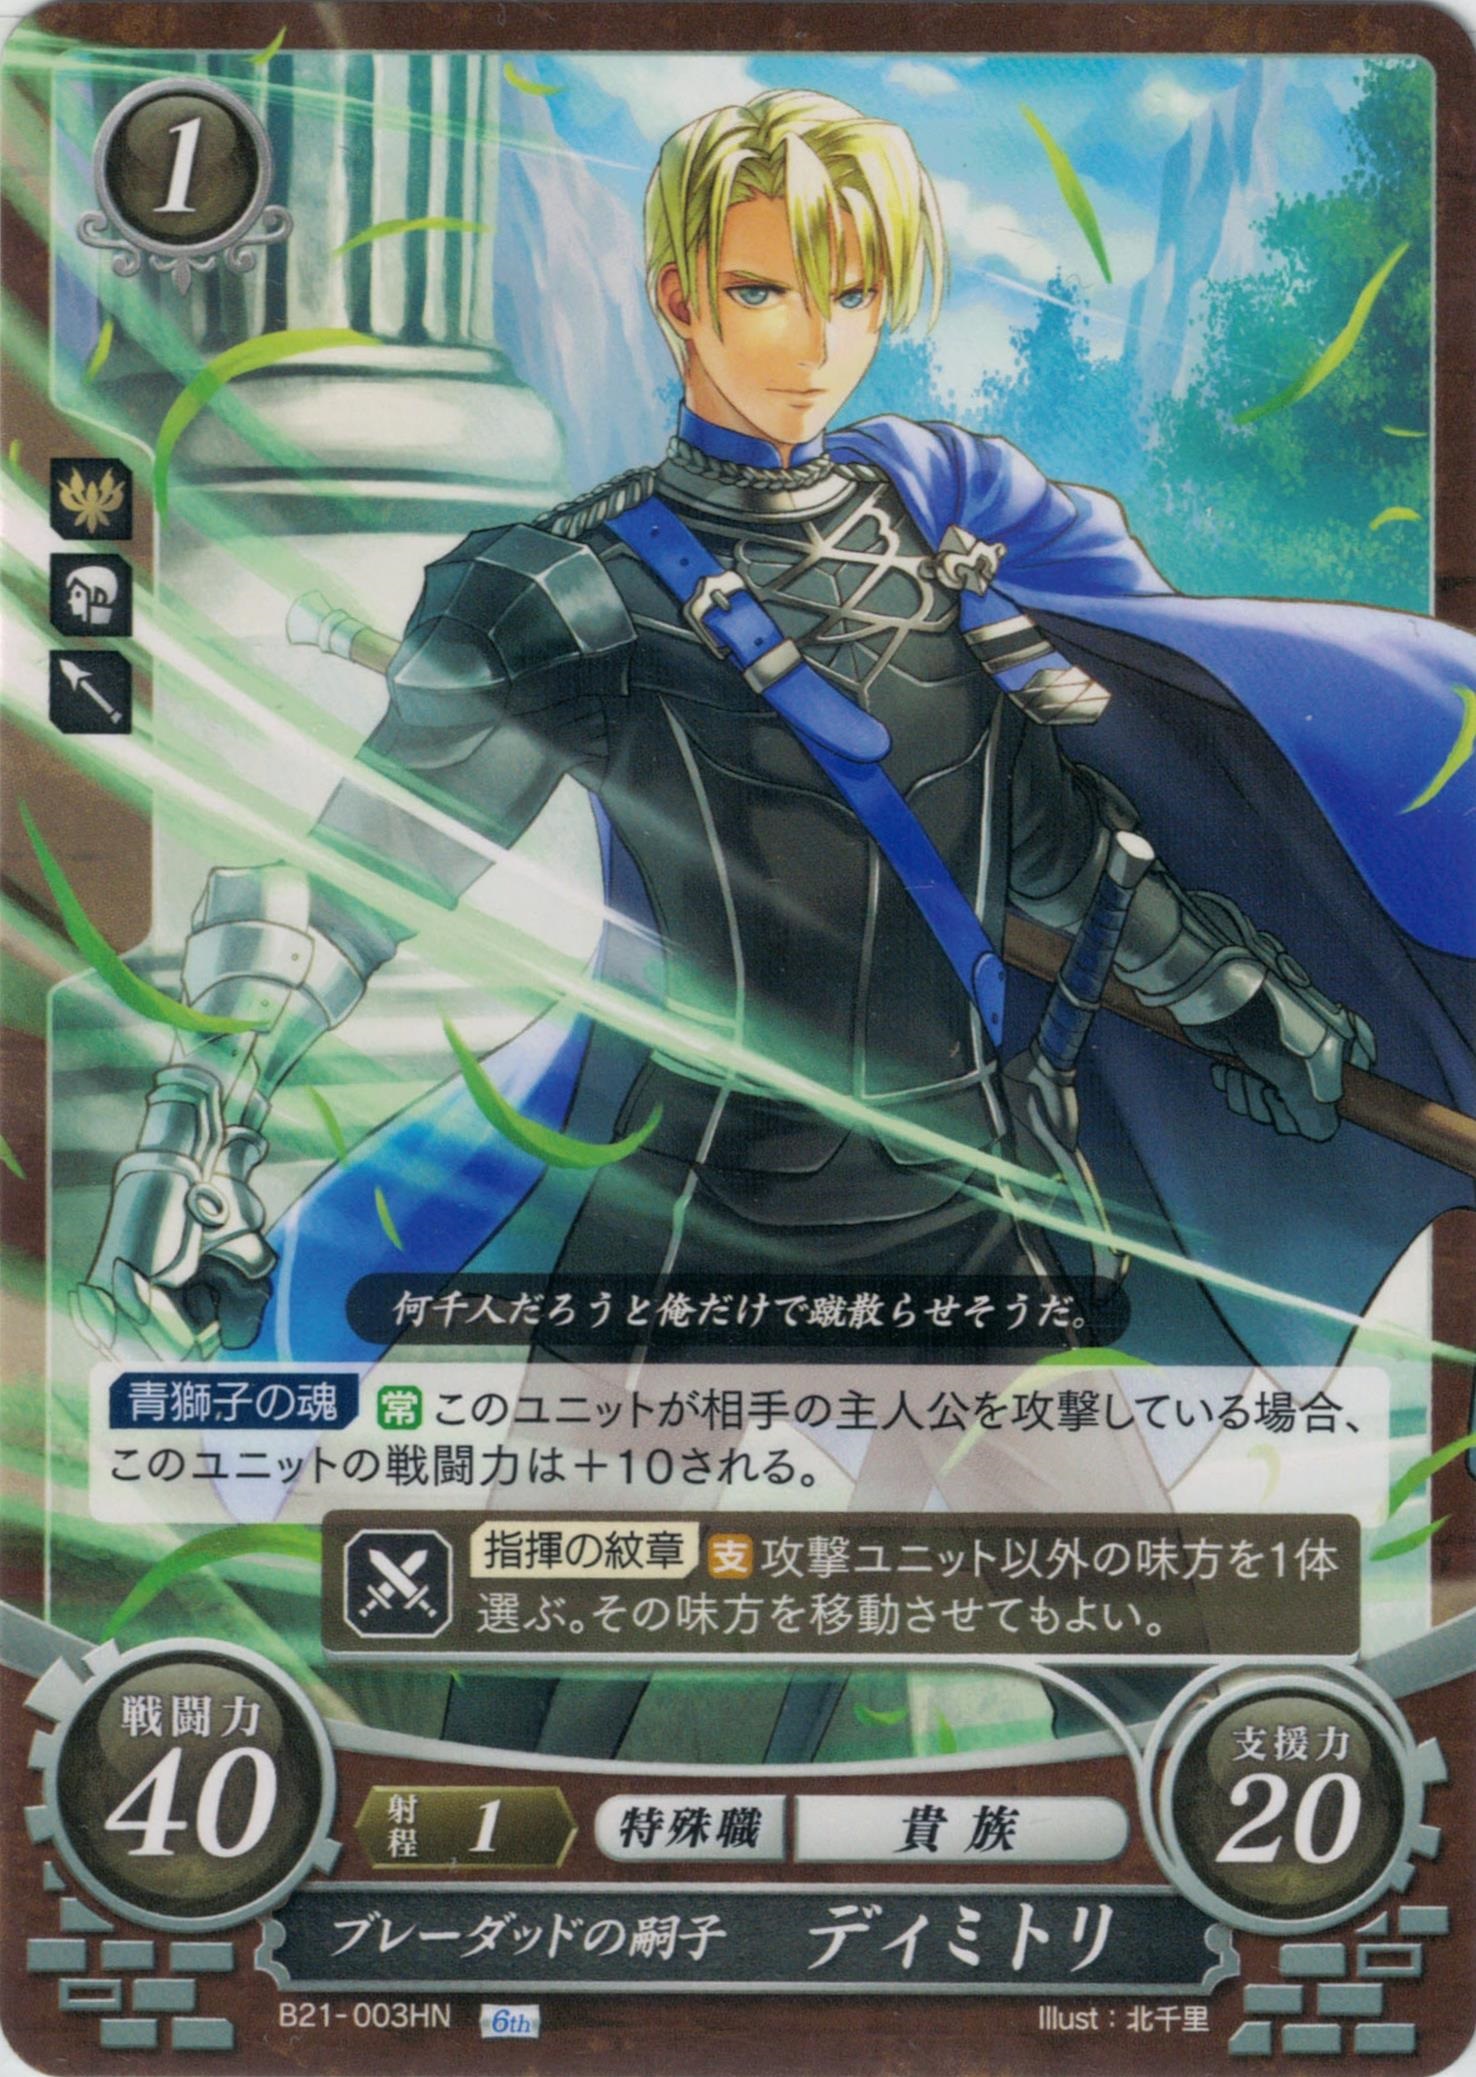 1
何千人だろうと俺だけで蹴散らせそうだ。
青獅子の魂 常 このユニットが相手の主人公を攻撃している場合、
このユニットの戦闘力は＋10される。
指揮の紋章 支 攻撃ユニット以外の味方を1体
選ぶ。その味方を移動させてもよい。
戦闘力
40
射程 1
特殊職 貴族
支援力
20
ブレーダッドの嗣子 ディミトリ
B21-003HN 6th Illust：北千里